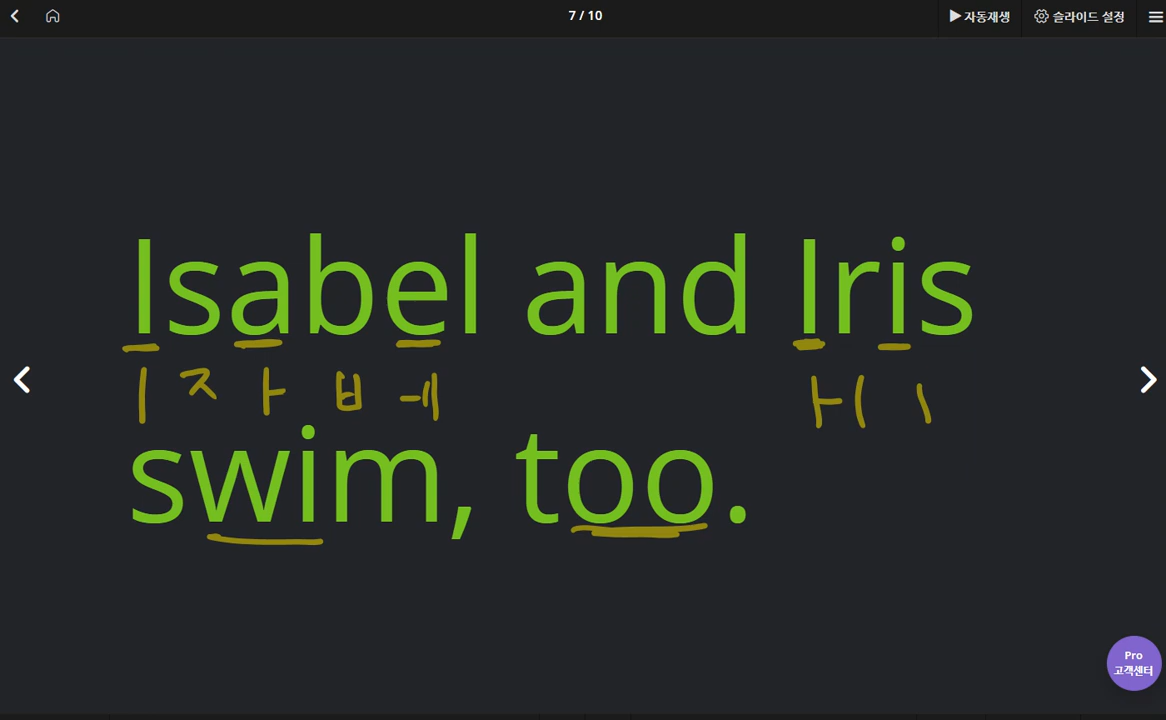 7 / 10
자동재생
슬라이드 설정
Isabel and Iris
ㅣ ㅈ ㅏ ㅂ ㅔ ㅏㅣ ㅣ
swim, too.
Pro
고객센터